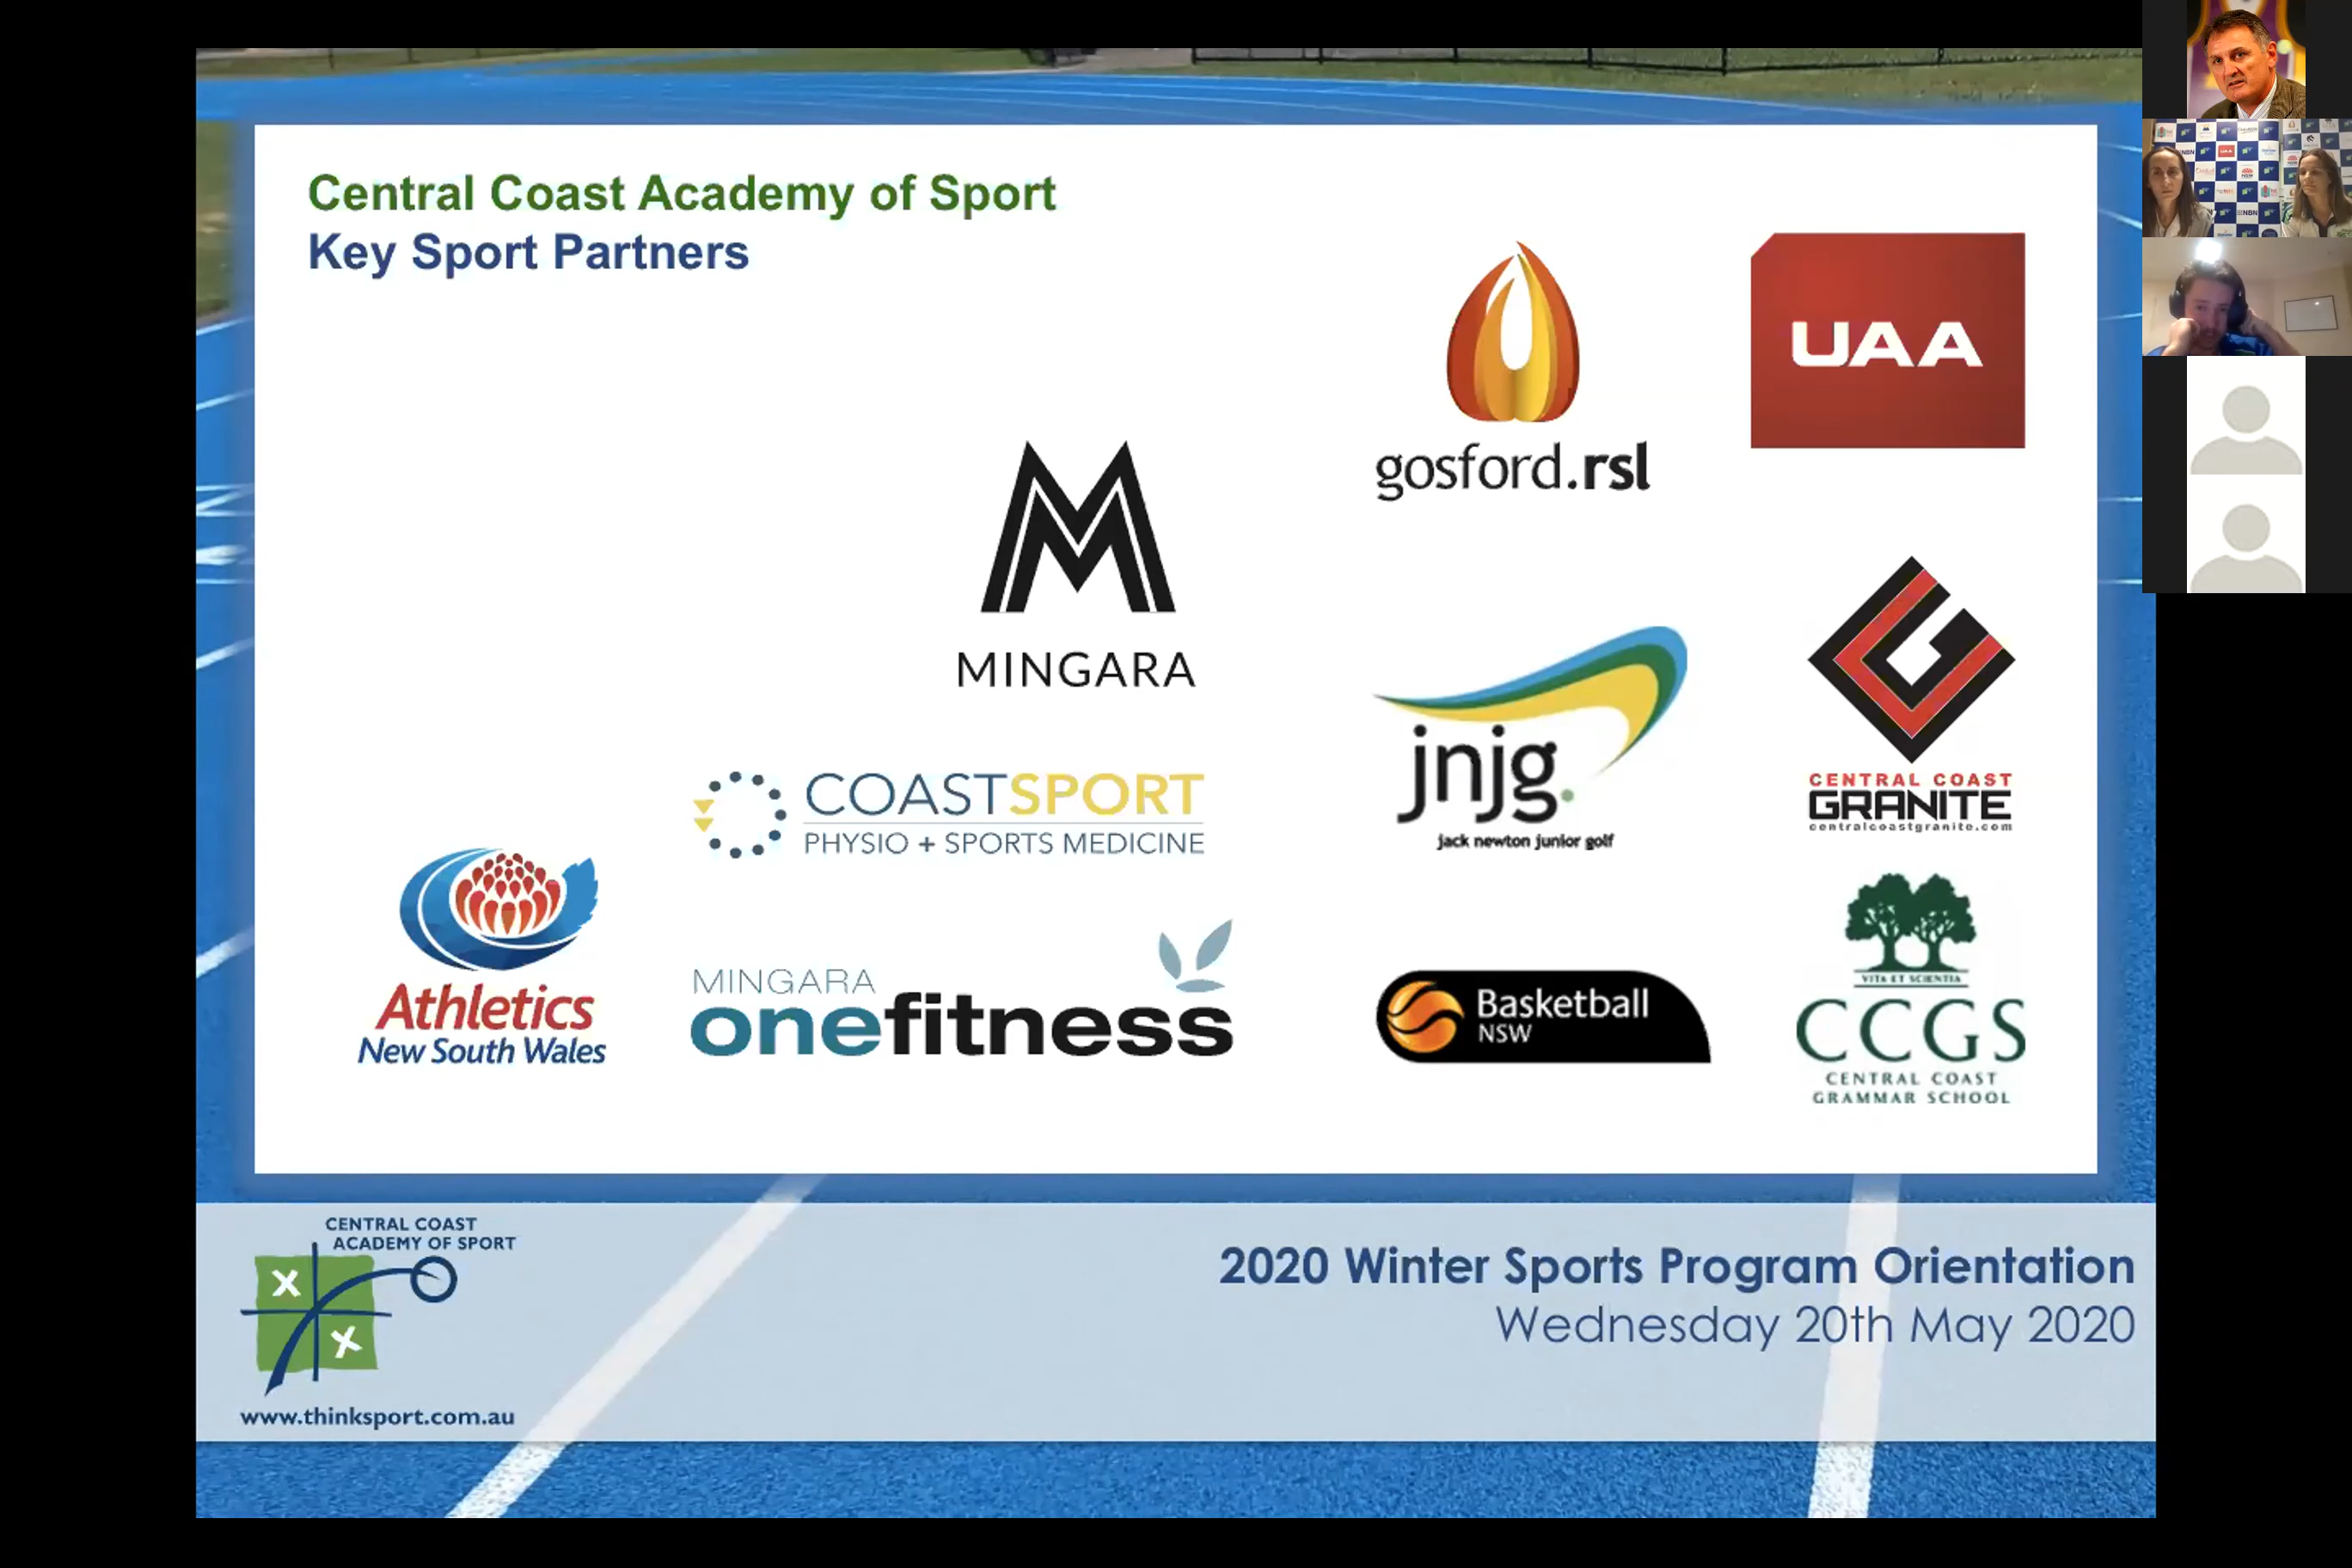 Central Coast Academy of Sport
Key Sport Partners
gosford.rsl
UAA
MINGARA
jnjg.
jack newton junior golf
CENTRAL COAST
GRANITE
centralcoastgranite.com
COASTSPORT
PHYSIO + SPORTS MEDICINE
Athletics
New South Wales
MINGARA
onefitness
Basketball
NSW
VITA ET SCIENTIA
CCGS
CENTRAL COAST
GRAMMAR SCHOOL
CENTRAL COAST
ACADEMY OF SPORT
www.thinksport.com.au
2020 Winter Sports Program Orientation
Wednesday 20th May 2020
UAA
NBN
NBN